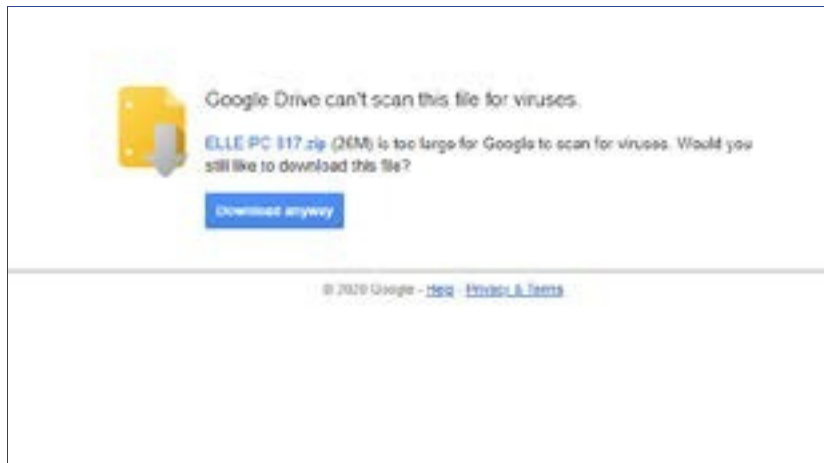 Google Drive can't scan this file for viruses.
ELLE PC 817.zip (26M) is too large for Google to scan for viruses. Would you
still like to download this file?
Download anyway
© 2020 Google - Help - Privacy & Terms